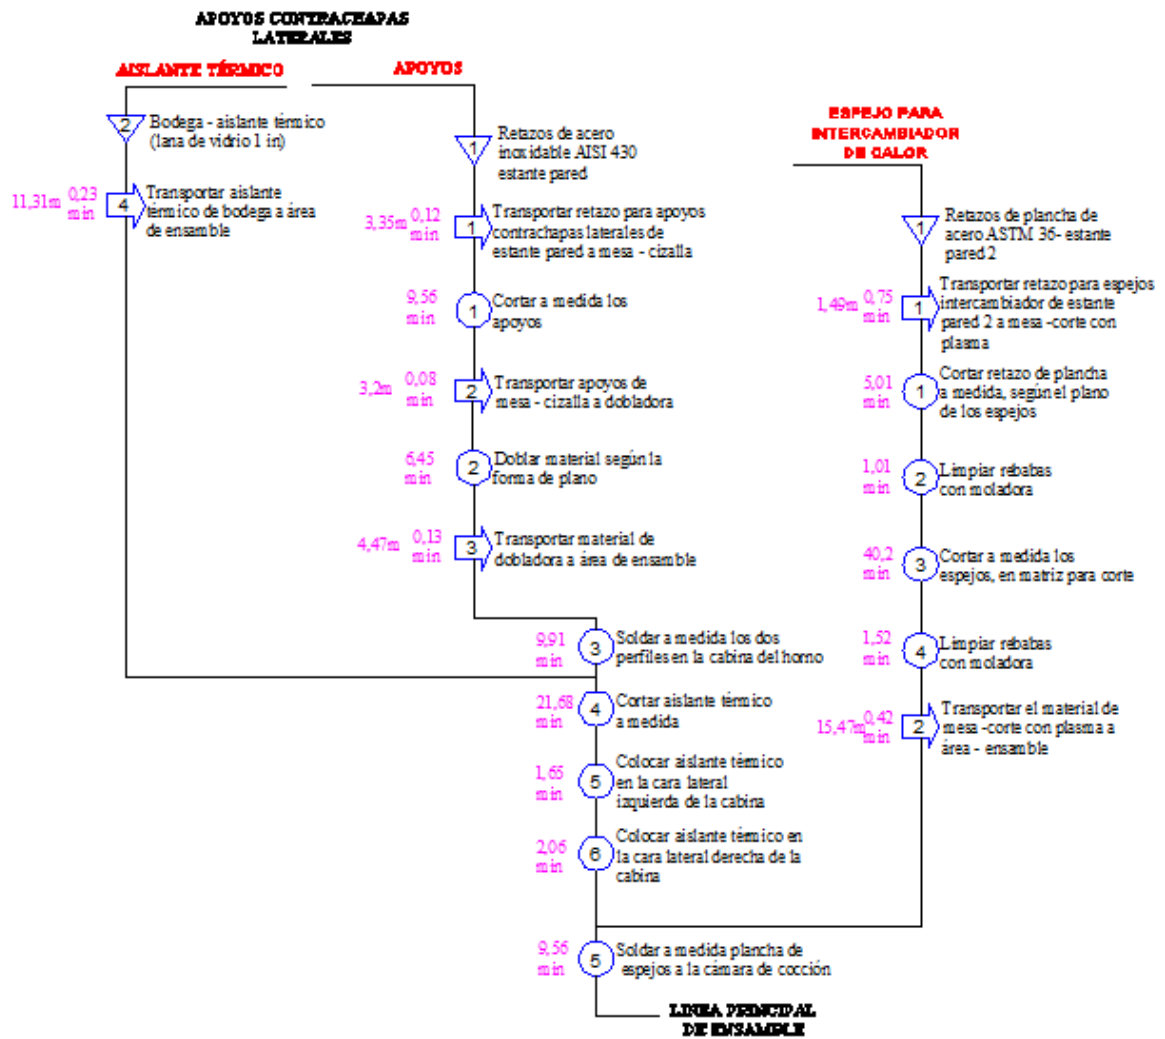 APOYOS CONTRACHAPAS
LATERALES
AISLANTE TÉRMICO
2
Bodega - aislante térmico
(lana de vidrio 1 in)
11,31m 0,23
min
4
Transportar aislante
térmico de bodega a área
de ensamble
APOYOS
1
Retazos de acero
inoxidable AISI 430
estante pared
3,35m 0,12
min
1
Transportar retazo para apoyos
contrachapas laterales de
estante pared a mesa - cizalla
9,56
min
1
Cortar a medida los
apoyos
3,2m 0,08
min
2
Transportar apoyos de
mesa - cizalla a dobladora
6,45
min
2
Doblar material según la
forma de plano
4,47m 0,13
min
3
Transportar material de
dobladora a área de ensamble
9,91
min
3
Soldar a medida los dos
perfiles en la cabina del horno
21,68
min
4
Cortar aislante térmico
a medida
1,65
min
5
Colocar aislante térmico
en la cara lateral
izquierda de la cabina
2,06
min
6
Colocar aislante térmico en
la cara lateral derecha de la
cabina
ESPEJO PARA
INTERCAMBIADOR
DE CALOR
1
Retazos de plancha de
acero ASTM 36- estante
pared 2
1,49m 0,75
min
1
Transportar retazo para espejos
intercambiador de estante
pared 2 a mesa -corte con
plasma
5,01
min
1
Cortar retazo de plancha
a medida, según el plano
de los espejos
1,01
min
2
Limpiar rebabas
con moladora
40,2
min
3
Cortar a medida los
espejos, en matriz para corte
1,52
min
4
Limpiar rebabas
con moladora
15,47m 0,42
min
2
Transportar el material de
mesa -corte con plasma a
área - ensamble
9,56
min
5
Soldar a medida plancha de
espejos a la cámara de cocción
LINEA PRINCIPAL
DE ENSAMBLE